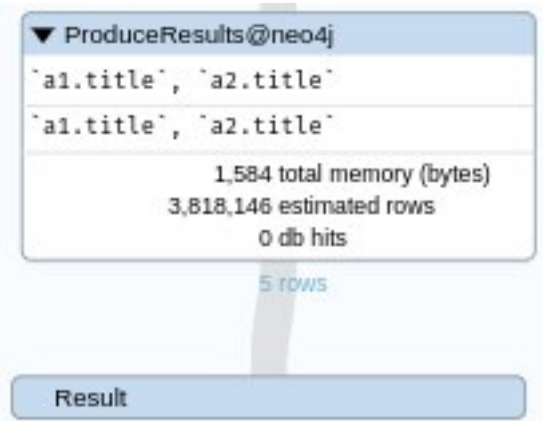 ProduceResults@neo4j
`a1.title`, `a2.title`
`a1.title`, `a2.title`
1,584 total memory (bytes)
3,818,146 estimated rows
0 db hits
5 rows
Result